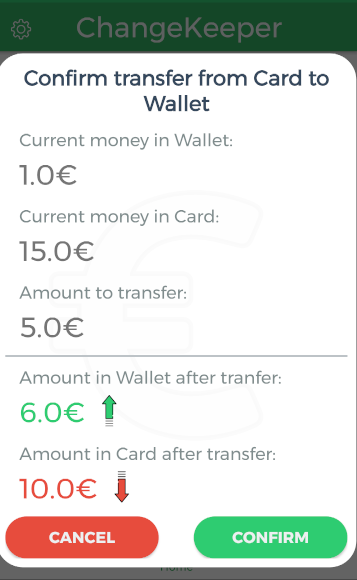 ChangeKeeper
Confirm transfer from Card to
Wallet
Current money in Wallet:
1.0€
Current money in Card:
15.0€
Amount to transfer:
5.0€
Amount in Wallet after tranfer:
6.0€
Amount in Card after transfer:
10.0€
CANCEL CONFIRM
Home